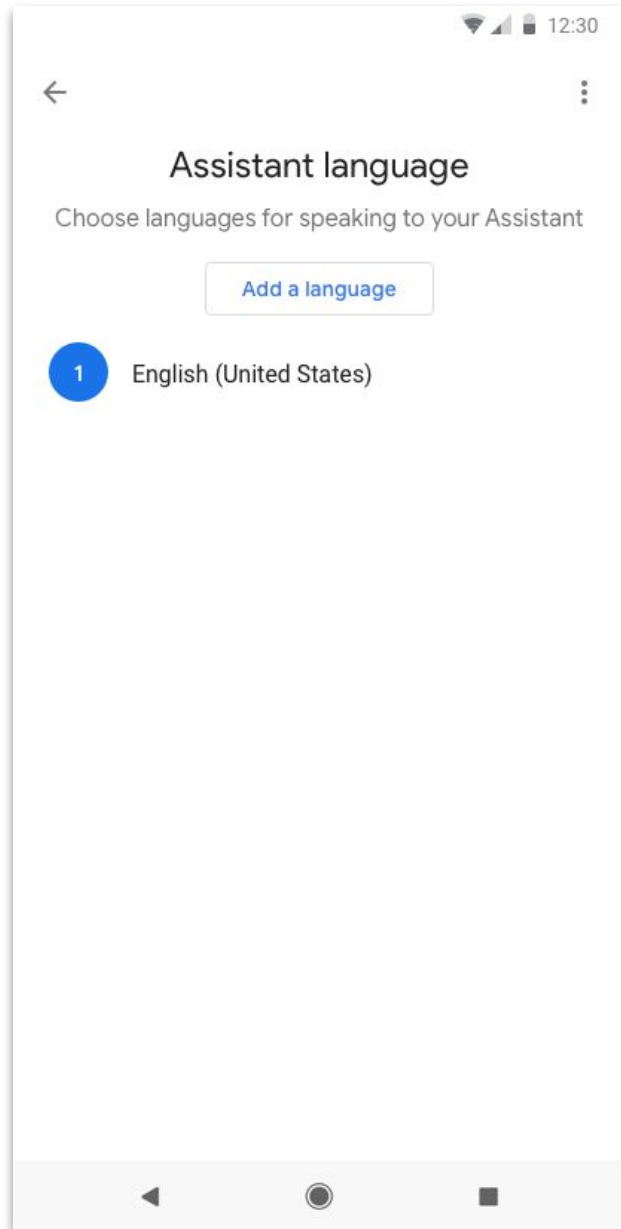 12:30
Assistant language
Choose languages for speaking to your Assistant
Add a language
1 English (United States)